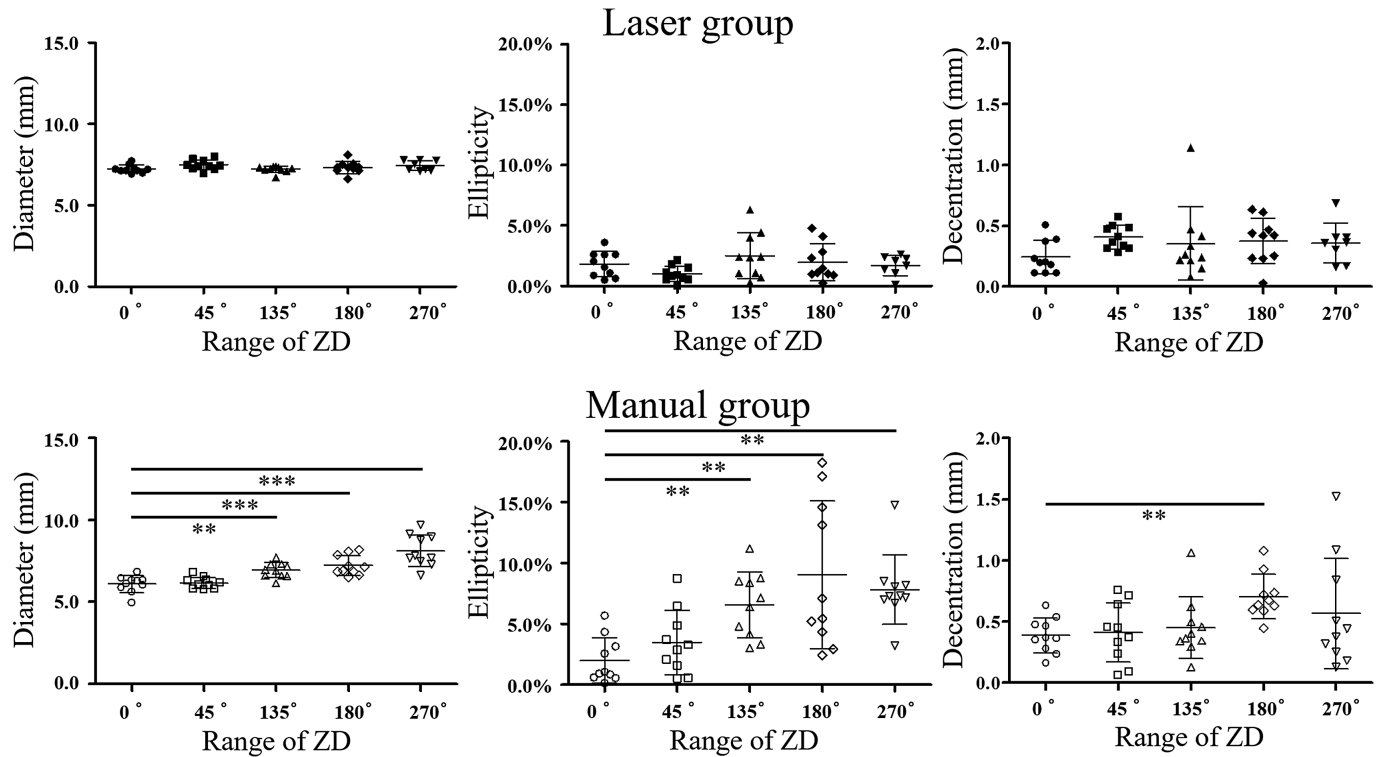 Laser group
Diameter (mm)
15.0
10.0
5.0
0.0
0° 45° 135° 180° 270°
Range of ZD
Ellipticity
20.0%
15.0%
10.0%
5.0%
0.0%
0° 45° 135° 180° 270°
Range of ZD
Decentration (mm)
2.0
1.5
1.0
0.5
0.0
0° 45° 135° 180° 270°
Range of ZD
Manual group
Diameter (mm)
15.0
10.0
5.0
0.0
***
***
**
0° 45° 135° 180° 270°
Range of ZD
Ellipticity
20.0%
15.0%
10.0%
5.0%
0.0%
**
**
**
0° 45° 135° 180° 270°
Range of ZD
Decentration (mm)
2.0
1.5
1.0
0.5
0.0
**
0° 45° 135° 180° 270°
Range of ZD